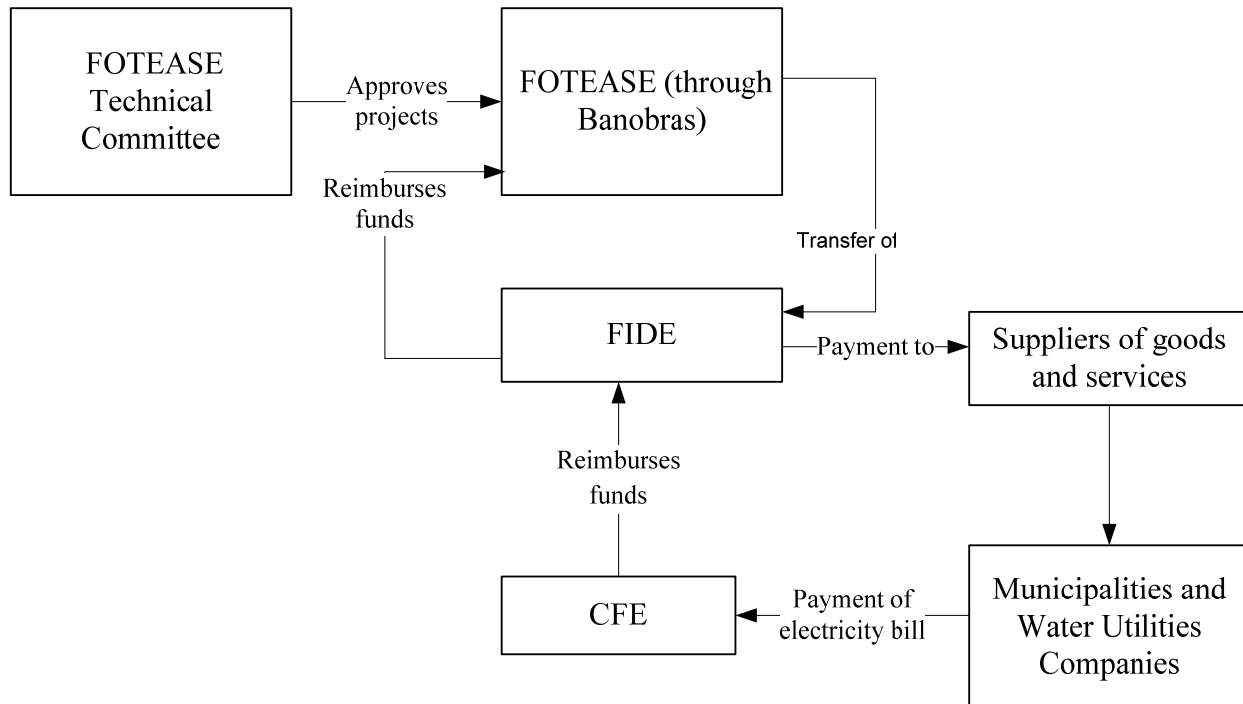 FOTEASE
Technical
Committee
Approves
projects
FOTEASE (through
Banobras)
Reimburses
funds
Transfer of
FIDE
Payment to
Suppliers of goods
and services
Reimburses
funds
CFE
Payment of
electricity bill
Municipalities and
Water Utilities
Companies